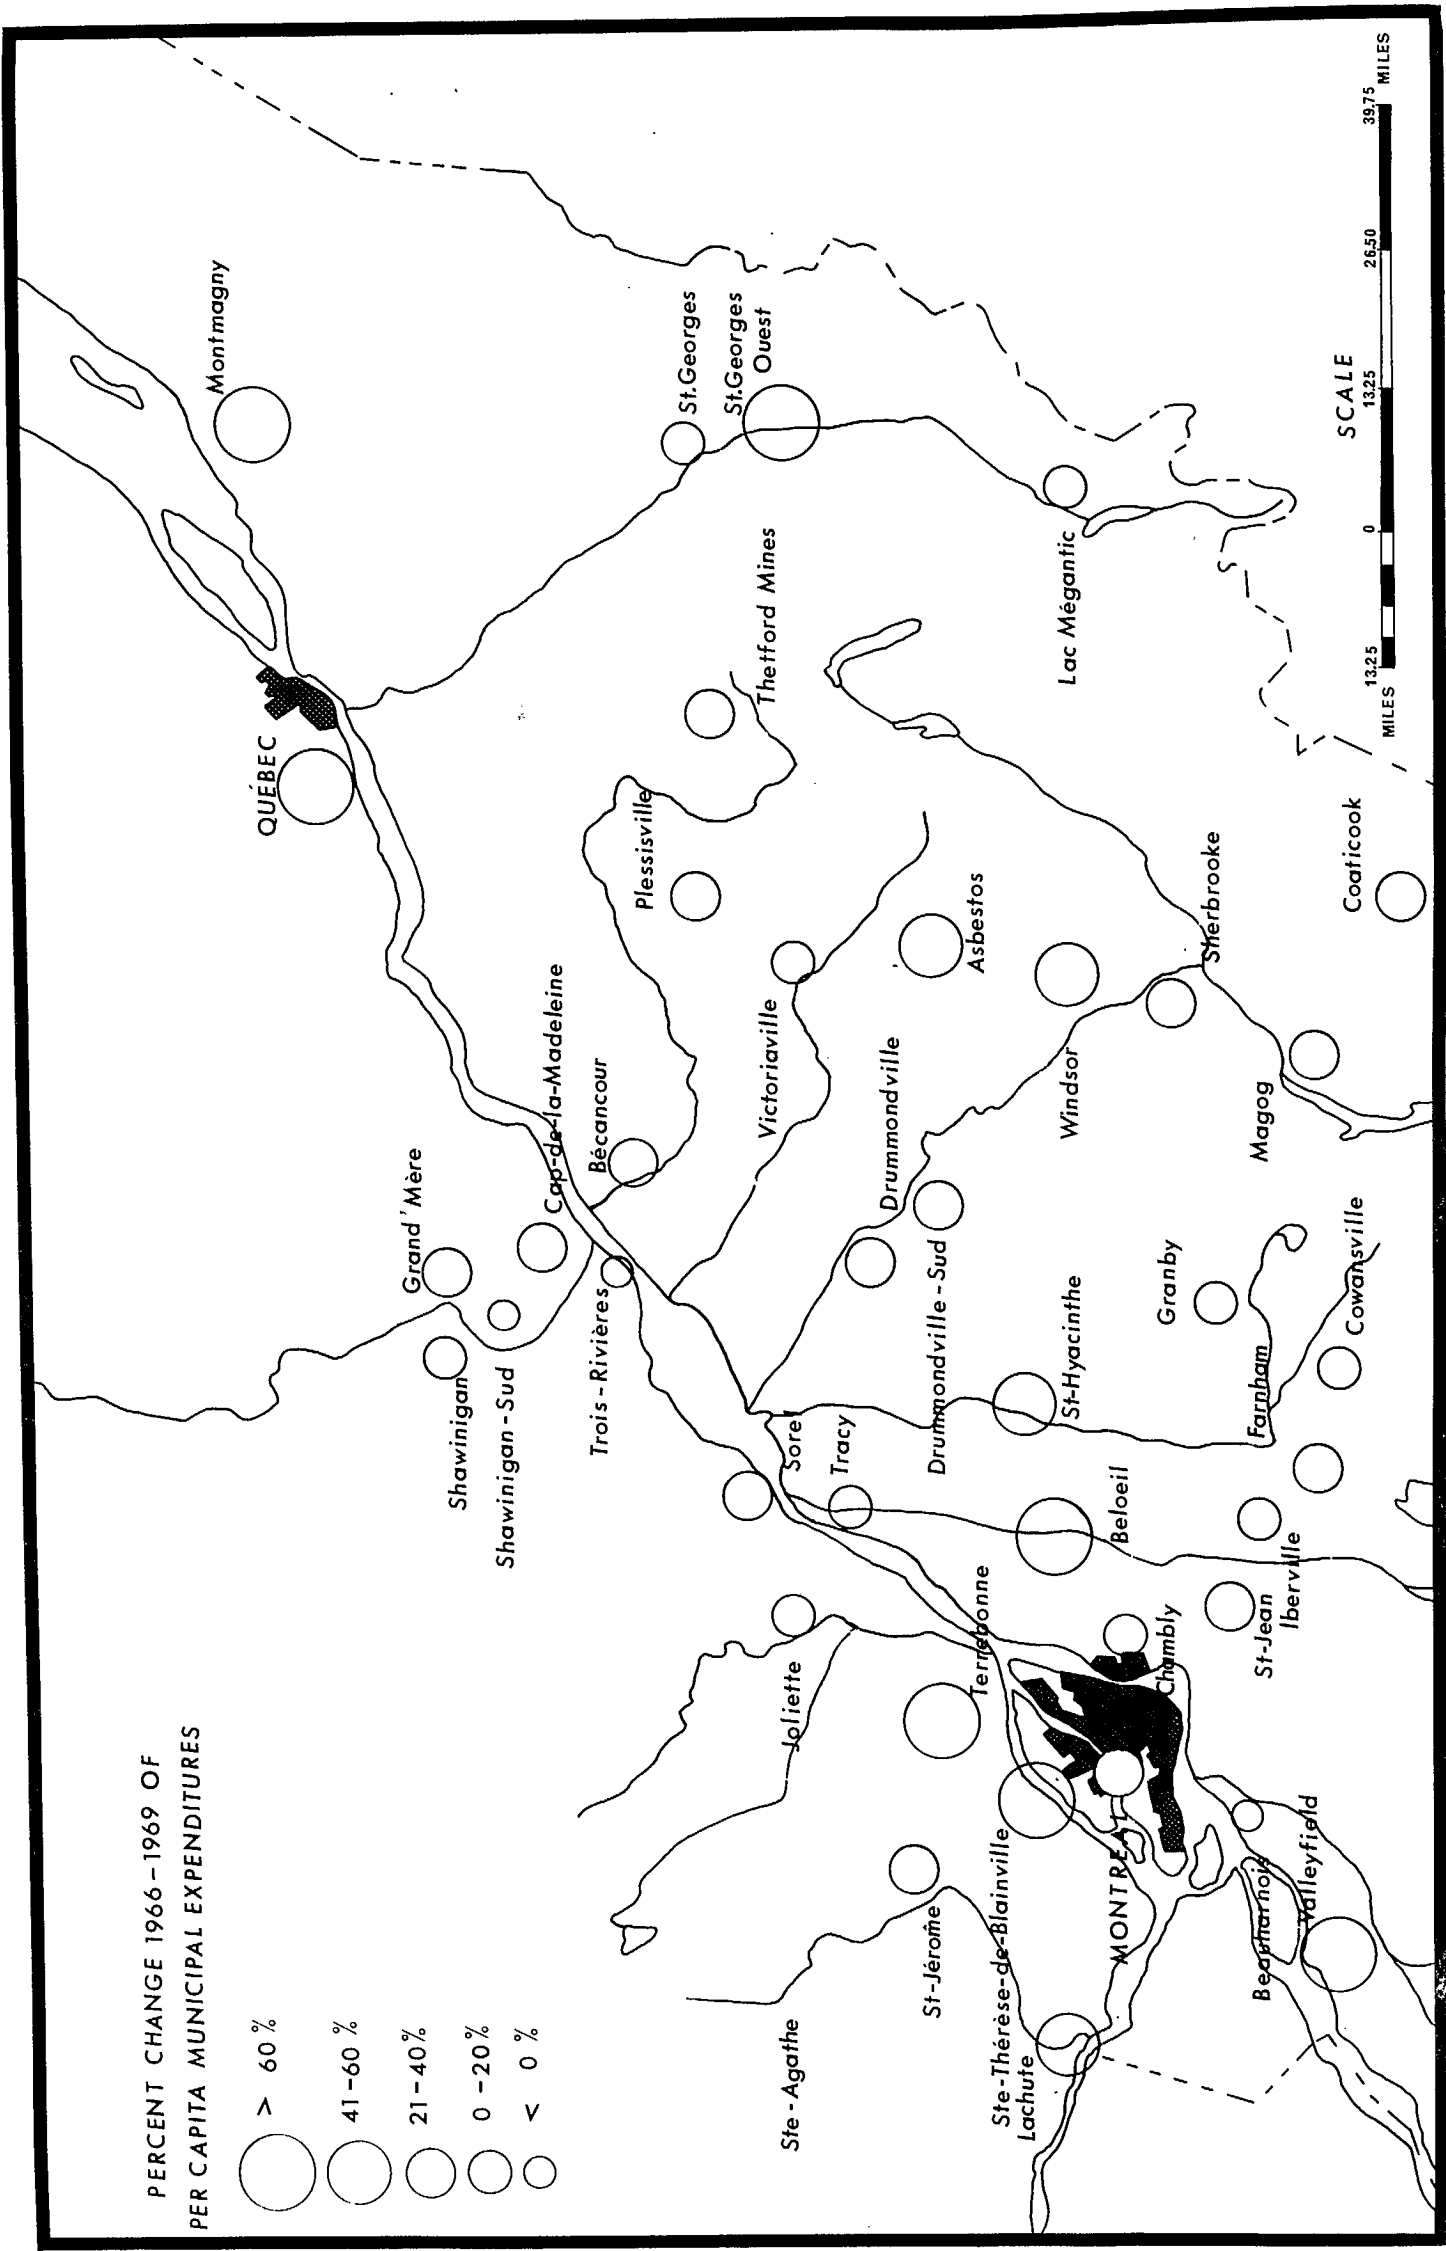 PERCENT CHANGE 1966-1969 OF
PER CAPITA MUNICIPAL EXPENDITURES
> 60%
41-60%
21-40%
0-20%
< 0%
Montmagny
QUÉBEC
St.Georges
St.Georges
Ouest
Thetford Mines
Lac Mégantic
Plessisville
Asbestos
Victoriaville
Cap-de-la-Madeleine
Bécancour
Grand'Mère
Shawinigan
Shawinigan-Sud
Trois-Rivières
Drummondville
Drummondville-Sud
Windsor
Sherbrooke
Coaticook
Magog
Granby
Cowansville
Farnham
St-Hyacinthe
Sorel
Tracy
Beloeil
Iberville
St-Jean
Chambly
Terrebonne
Joliette
MONTREAL
Ste-Thérèse-de-Blainville
St-Jérôme
Ste-Agathe
Lachute
Beauharnois
Valleyfield
SCALE
13.25 0 13.25 26.50 39.75
MILES MILES